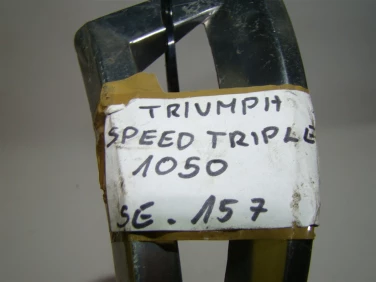 TRIUMPH
SPEED TRIPLE
1050
SE. 157